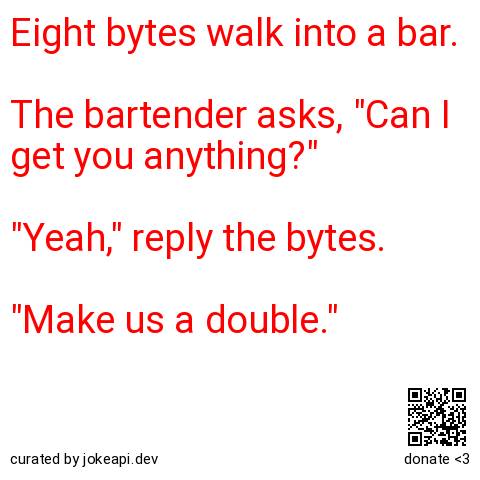 Eight bytes walk into a bar.
The bartender asks, "Can I
get you anything?"
"Yeah," reply the bytes.
"Make us a double."
curated by jokeapi.dev
donate <3